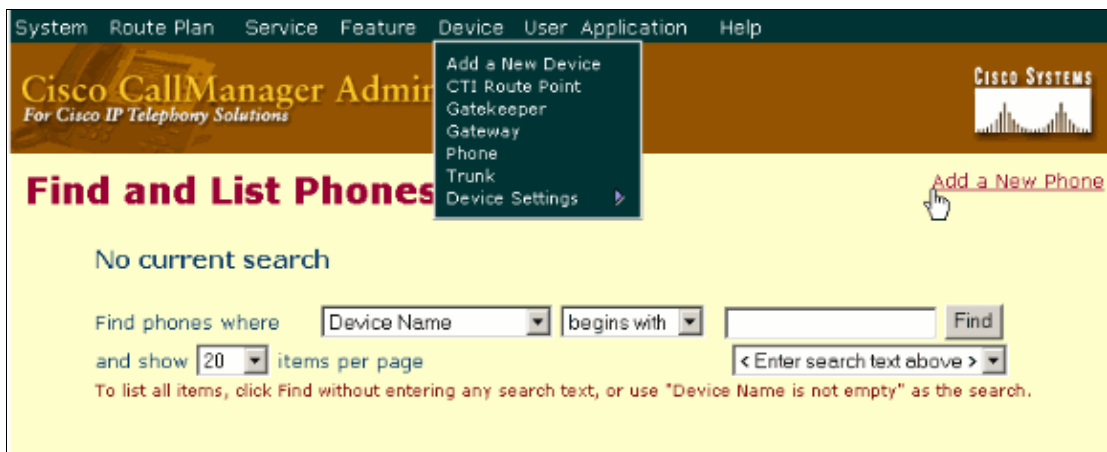 System Route Plan Service Feature Device User Application Help
Add a New Device
CTI Route Point
Gatekeeper
Gateway
Phone
Trunk
Device Settings
Cisco CallManager Admin
For Cisco IP Telephony Solutions
CISCO SYSTEMS
Find and List Phones
Add a New Phone
No current search
Find phones where Device Name begins with Find
and show 20 items per page < Enter search text above >
To list all items, click Find without entering any search text, or use "Device Name is not empty" as the search.